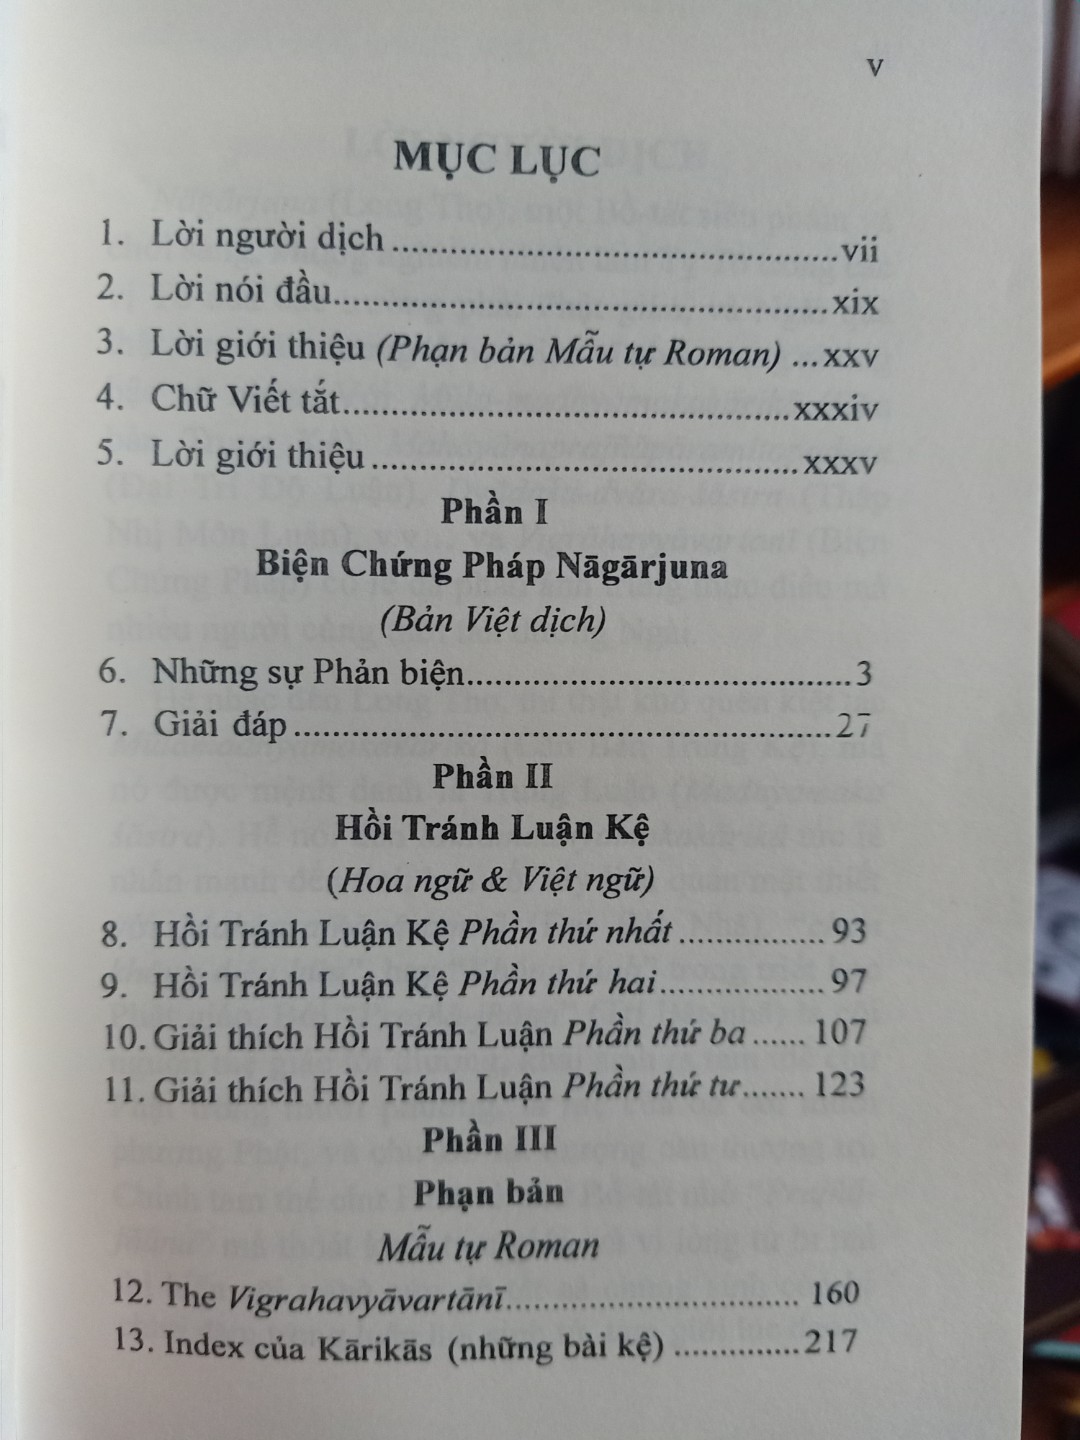 v
MỤC LỤC
1. Lời người dịch ............................................vii
2. Lời nói đầu.................................................xix
3. Lời giới thiệu (Phạn bản Mẫu tự Roman) ...xxv
4. Chữ Viết tắt............................................xxxiv
5. Lời giới thiệu ..........................................xxxv
Phần I
Biện Chứng Pháp Nāgārjuna
(Bản Việt dịch)
6. Những sự Phản biện......................................3
7. Giải đáp .....................................................27
Phần II
Hồi Tránh Luận Kệ
(Hoa ngữ & Việt ngữ)
8. Hồi Tránh Luận Kệ Phần thứ nhất .............. 93
9. Hồi Tránh Luận Kệ Phần thứ hai................ 97
10. Giải thích Hồi Tránh Luận Phần thứ ba ...... 107
11. Giải thích Hồi Tránh Luận Phần thứ tư....... 123
Phần III
Phạn bản
Mẫu tự Roman
12. The Vigrahavyāvartānī............................. 160
13. Index của Kārikās (những bài kệ) ............217